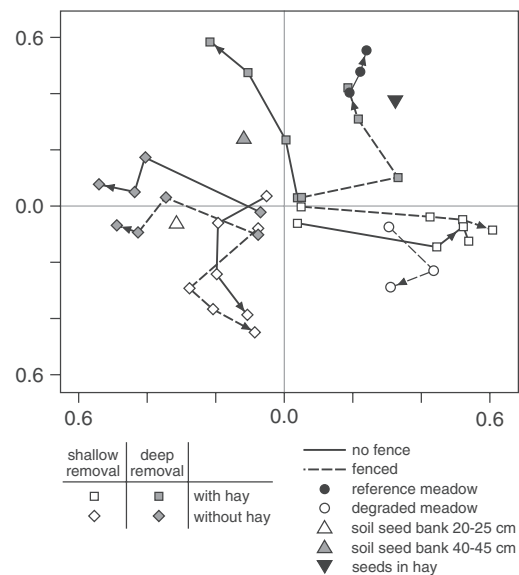 0.6
0.0
0.6
0.6
0.0
0.6
shallow removal
deep removal
with hay
without hay
no fence
fenced
reference meadow
degraded meadow
soil seed bank 20-25 cm
soil seed bank 40-45 cm
seeds in hay